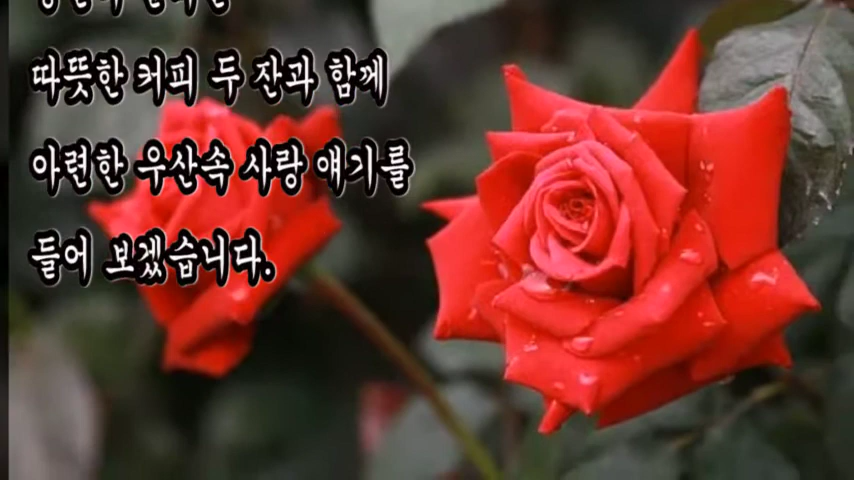 따뜻한 커피 두 잔과 함께
아련한 우산속 사랑 얘기를
들어 보겠습니다.